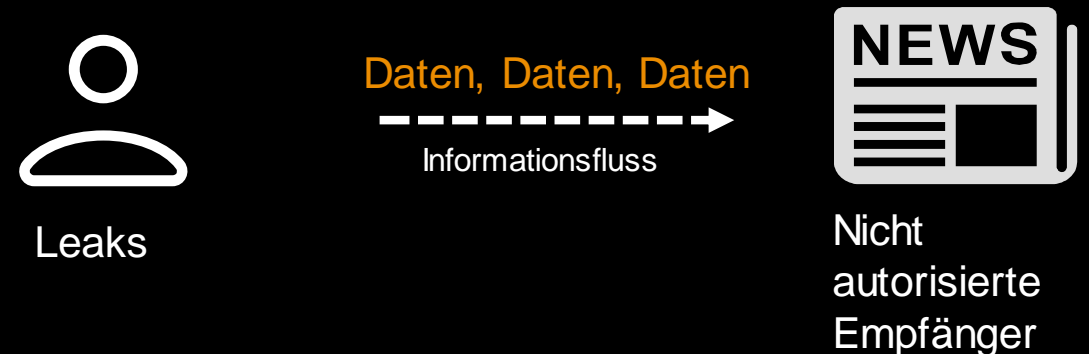 NEWS
Daten, Daten, Daten
Informationsfluss
Leaks
Nicht
autorisierte
Empfänger